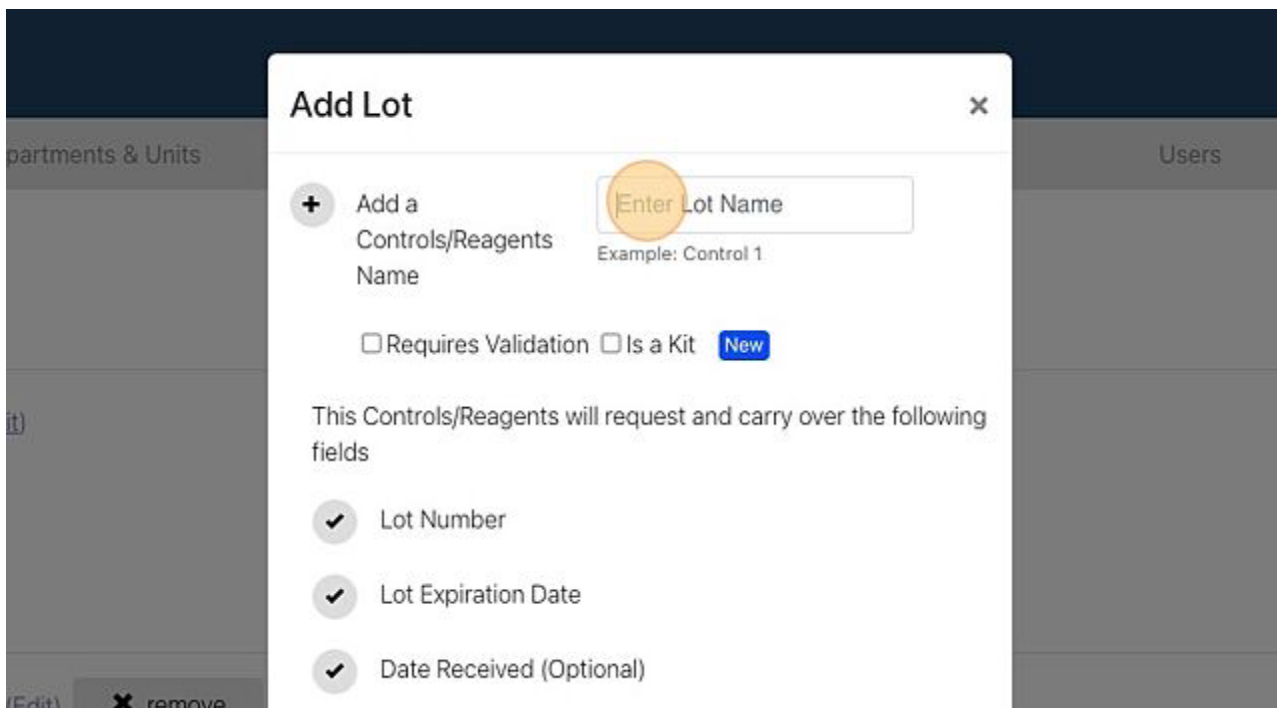 Add Lot ×
partments & Units
Users
Add a
Controls/Reagents
Name
Enter Lot Name
Example: Control 1
Requires Validation Is a Kit New
This Controls/Reagents will request and carry over the following
fields
it)
Lot Number
Lot Expiration Date
Date Received (Optional)
(Edit) remove